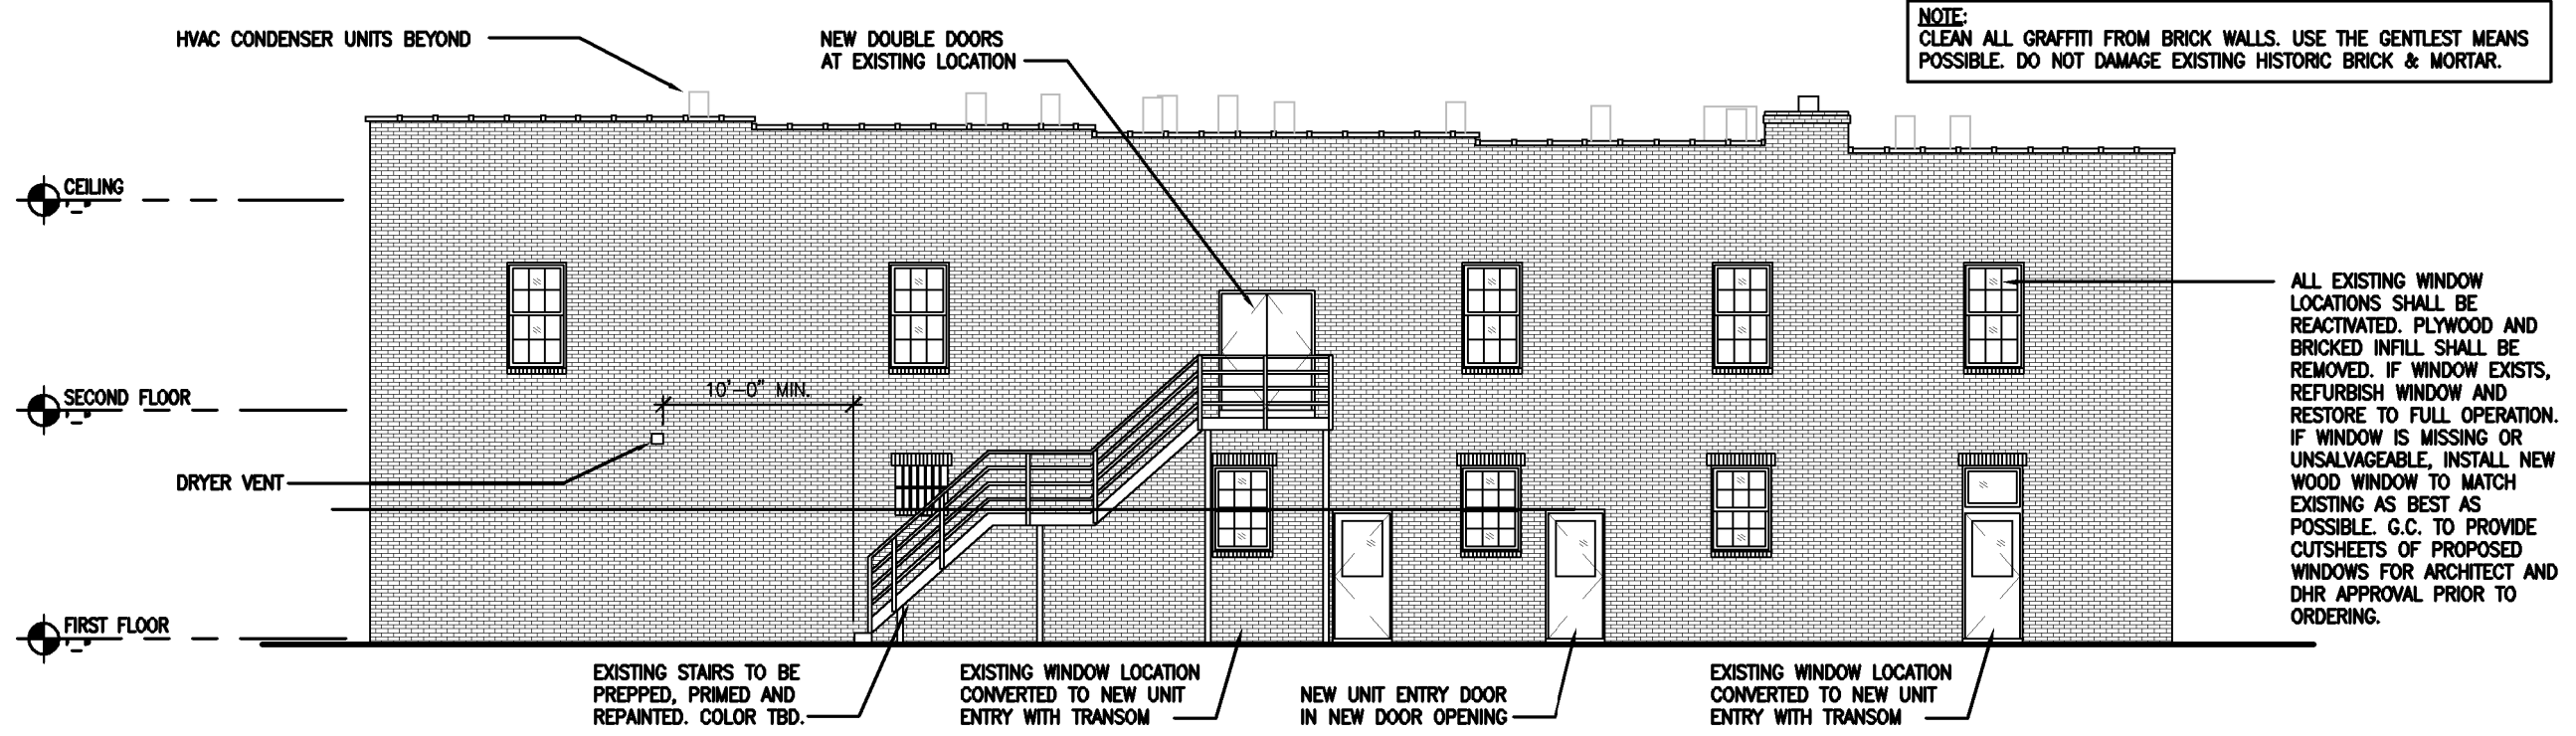 NOTE:
CLEAN ALL GRAFFITI FROM BRICK WALLS. USE THE GENTLEST MEANS
POSSIBLE. DO NOT DAMAGE EXISTING HISTORIC BRICK & MORTAR.
HVAC CONDENSER UNITS BEYOND
NEW DOUBLE DOORS
AT EXISTING LOCATION
CEILING
SECOND FLOOR
FIRST FLOOR
10'-0" MIN.
DRYER VENT
ALL EXISTING WINDOW
LOCATIONS SHALL BE
REACTIVATED. PLYWOOD AND
BRICKED INFILL SHALL BE
REMOVED. IF WINDOW EXISTS,
REFURBISH WINDOW AND
RESTORE TO FULL OPERATION.
IF WINDOW IS MISSING OR
UNSALVAGEABLE, INSTALL NEW
WOOD WINDOW TO MATCH
EXISTING AS BEST AS
POSSIBLE. G.C. TO PROVIDE
CUTSHEETS OF PROPOSED
WINDOWS FOR ARCHITECT AND
DHR APPROVAL PRIOR TO
ORDERING.
EXISTING STAIRS TO BE
PREPPED, PRIMED AND
REPAINTED. COLOR TBD.
EXISTING WINDOW LOCATION
CONVERTED TO NEW UNIT
ENTRY WITH TRANSOM
NEW UNIT ENTRY DOOR
IN NEW DOOR OPENING
EXISTING WINDOW LOCATION
CONVERTED TO NEW UNIT
ENTRY WITH TRANSOM